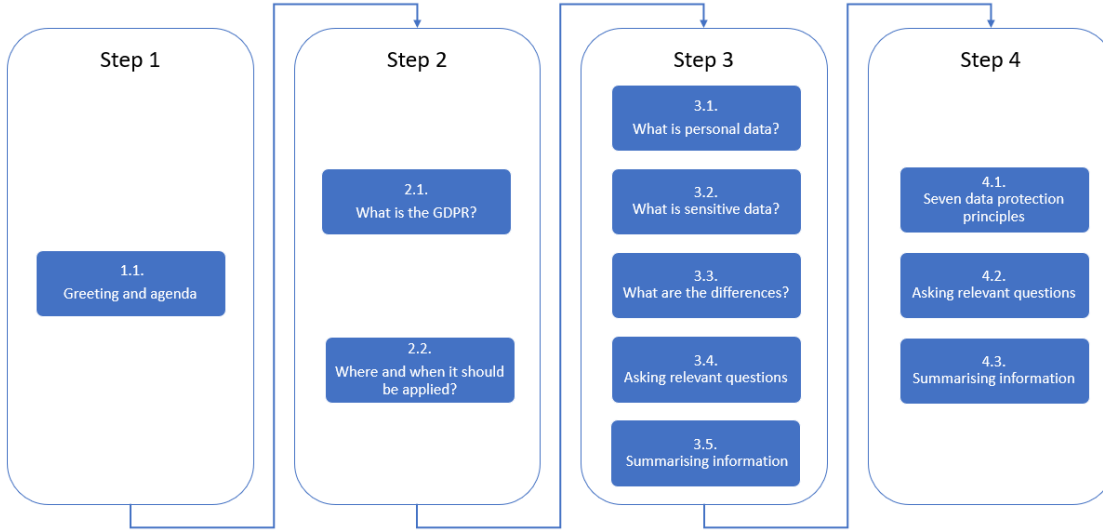 Step 1
1.1.
Greeting and agenda
Step 2
2.1.
What is the GDPR?
2.2.
Where and when it should
be applied?
Step 3
3.1.
What is personal data?
3.2.
What is sensitive data?
3.3.
What are the differences?
3.4.
Asking relevant questions
3.5.
Summarising information
Step 4
4.1.
Seven data protection
principles
4.2.
Asking relevant questions
4.3.
Summarising information